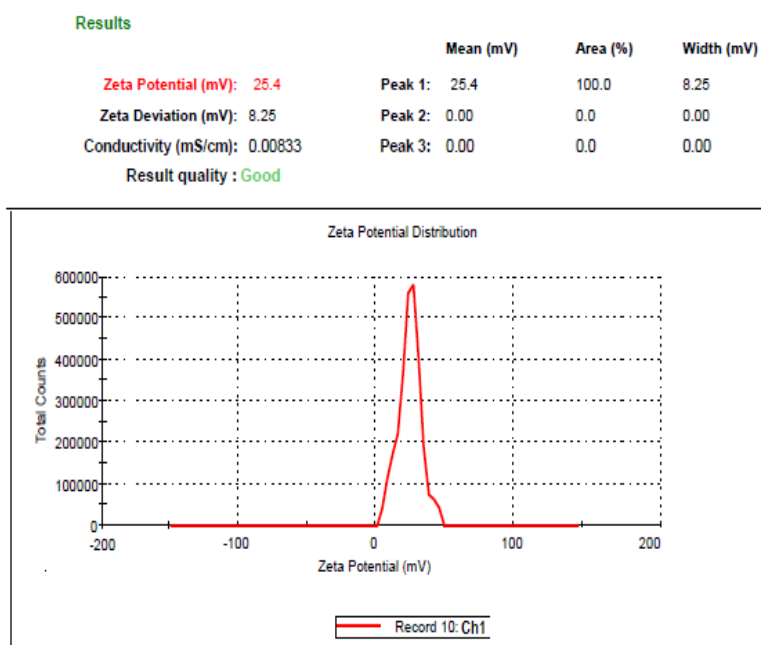 Results
Mean (mV) Area (%) Width (mV)
Zeta Potential (mV): 25.4 Peak 1: 25.4 100.0 8.25
Zeta Deviation (mV): 8.25 Peak 2: 0.00 0.0 0.00
Conductivity (mS/cm): 0.00833 Peak 3: 0.00 0.0 0.00
Result quality : Good
Zeta Potential Distribution
600000
500000
400000
300000
200000
100000
0
Total Counts
-200 -100 0 100 200
Zeta Potential (mV)
Record 10: Ch1